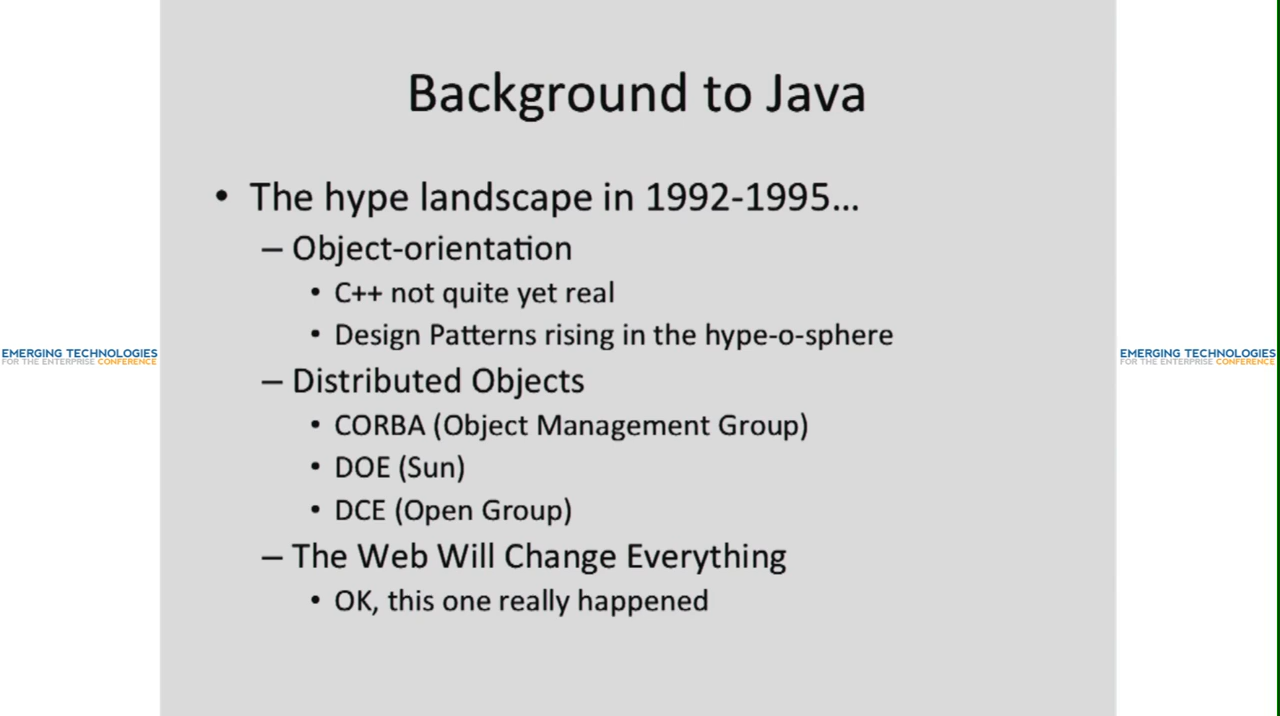 Background to Java
• The hype landscape in 1992-1995…
– Object-orientation
• C++ not quite yet real
• Design Patterns rising in the hype-o-sphere
– Distributed Objects
• CORBA (Object Management Group)
• DOE (Sun)
• DCE (Open Group)
– The Web Will Change Everything
• OK, this one really happened
EMERGING TECHNOLOGIES
FOR THE ENTERPRISE CONFERENCE
EMERGING TECHNOLOGIES
FOR THE ENTERPRISE CONFERENCE